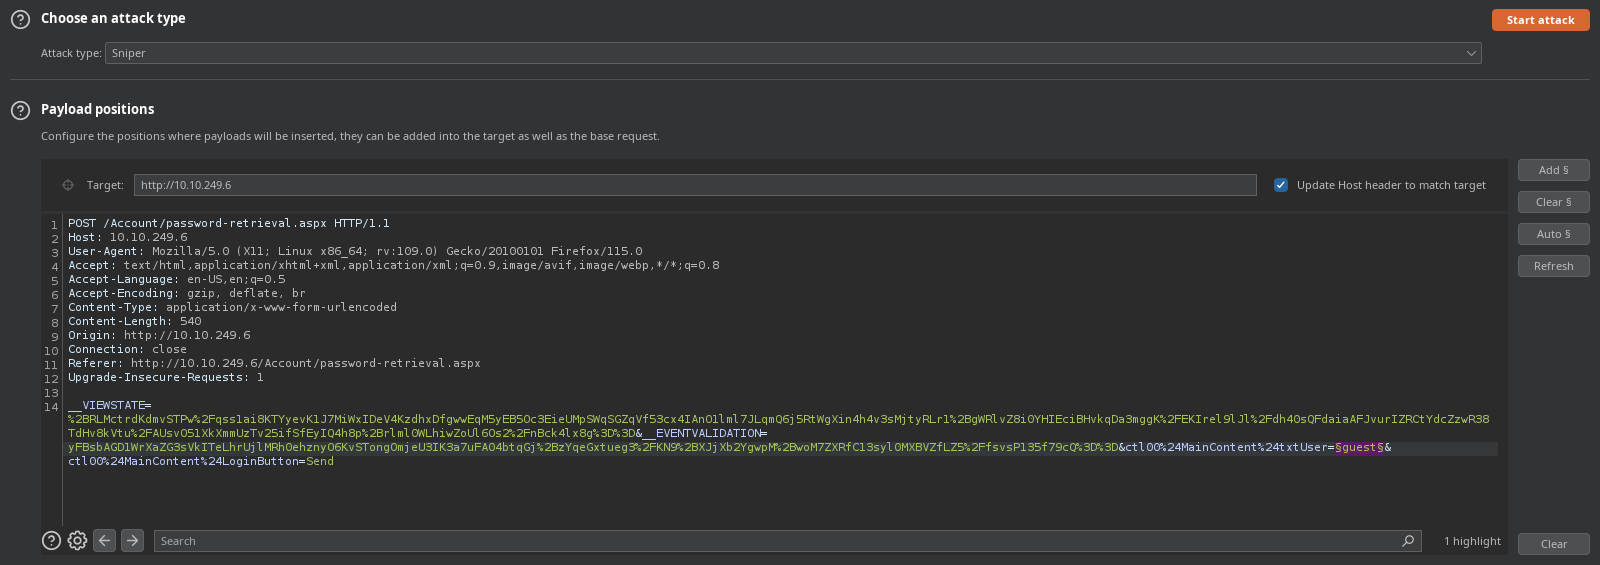 Choose an attack type
Start attack
Attack type: Sniper
Payload positions
Configure the positions where payloads will be inserted, they can be added into the target as well as the base request.
Add §
Target: http://10.10.249.6
Update Host header to match target
Clear §
Auto §
Refresh
1 POST /Account/password-retrieval.aspx HTTP/1.1
2 Host: 10.10.249.6
3 User-Agent: Mozilla/5.0 (X11; Linux x86_64; rv:109.0) Gecko/20100101 Firefox/115.0
4 Accept: text/html,application/xhtml+xml,application/xml;q=0.9,image/avif,image/webp,*/*;q=0.8
5 Accept-Language: en-US,en;q=0.5
6 Accept-Encoding: gzip, deflate, br
7 Content-Type: application/x-www-form-urlencoded
8 Content-Length: 540
9 Origin: http://10.10.249.6
10 Connection: close
11 Referer: http://10.10.249.6/Account/password-retrieval.aspx
12 Upgrade-Insecure-Requests: 1
13
14 __VIEWSTATE=
%2BRLMctrdKdmvSTPw%2Fqss1ai8KTYyevK1J7MiWxIDeV4KzdhxDfgwwEqM5yEB5Oc3EieUMpSWqSGZqVf53cx4IAnO1lml7JLqmQ6j5RtWgXin4h4v3sMjtyRLr1%2BgWRlvZ8i0YHIEciBHvkqDa3mggK%2FEKIrel9lJl%2Fdh40sQFdaiaAFJvurIZRCtYdcZzwR38
TdHv8kVtu%2FAUsvO51XkXmmUzTv25ifSfEyIQ4h8p%2Brlml0WLhiwZoUl6Os2%2FnBck4lx8g%3D%3D&__EVENTVALIDATION=
yFBsbAGD1WrXaZG3sVkITeLhrUjlMRh0ehznyO6KvSTongOmjeU3IK3a7uFA04btqGj%2BzYqeGxtueg3%2FKN9%2BXJjXb2YgwpM%2BwoM7ZXRfC13syl0MXBVZfLZ5%2FfsvsP135f79cQ%3D%3D&ctl00%24MainContent%24txtUser=§guest§&
ctl00%24MainContent%24LoginButton=Send
Search
1 highlight
Clear